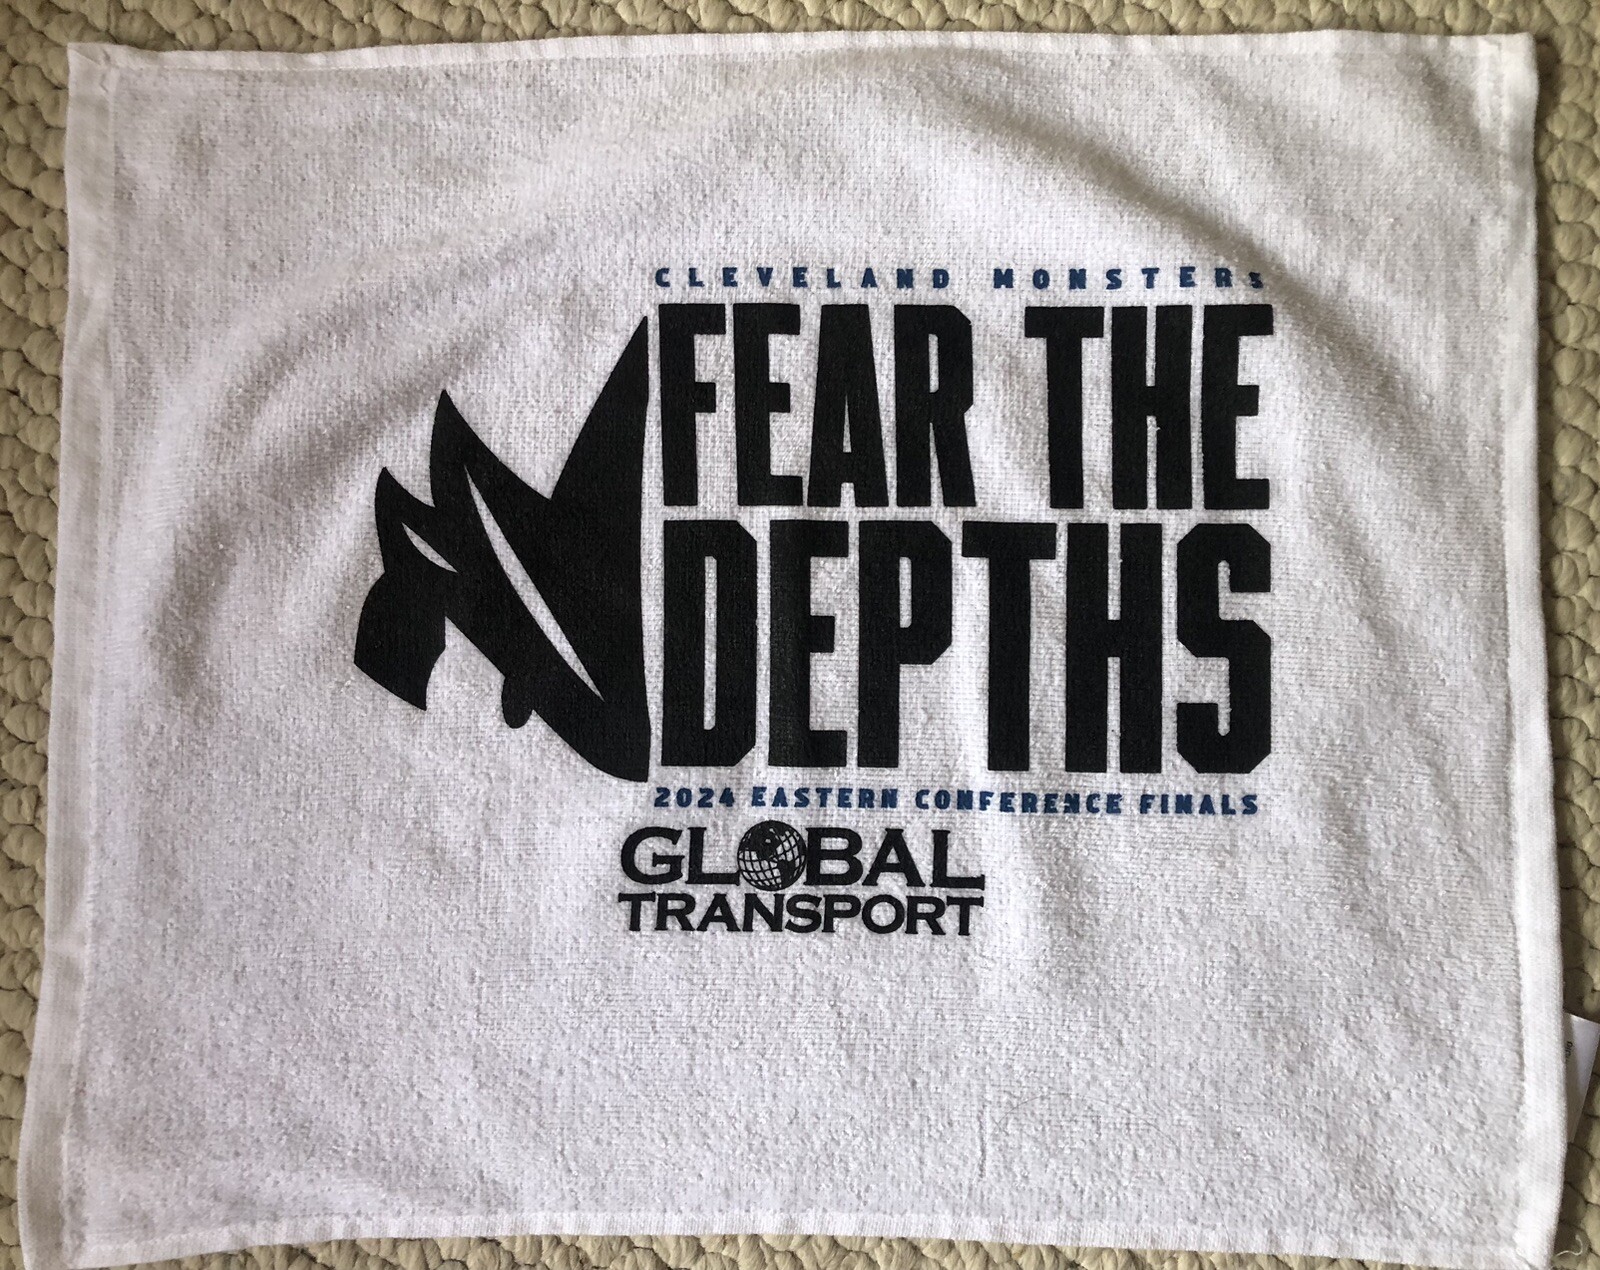 CLEVELAND MONSTERS
FEAR THE
DEPTHS
2024 EASTERN CONFERENCE FINALS
GLOBAL
TRANSPORT